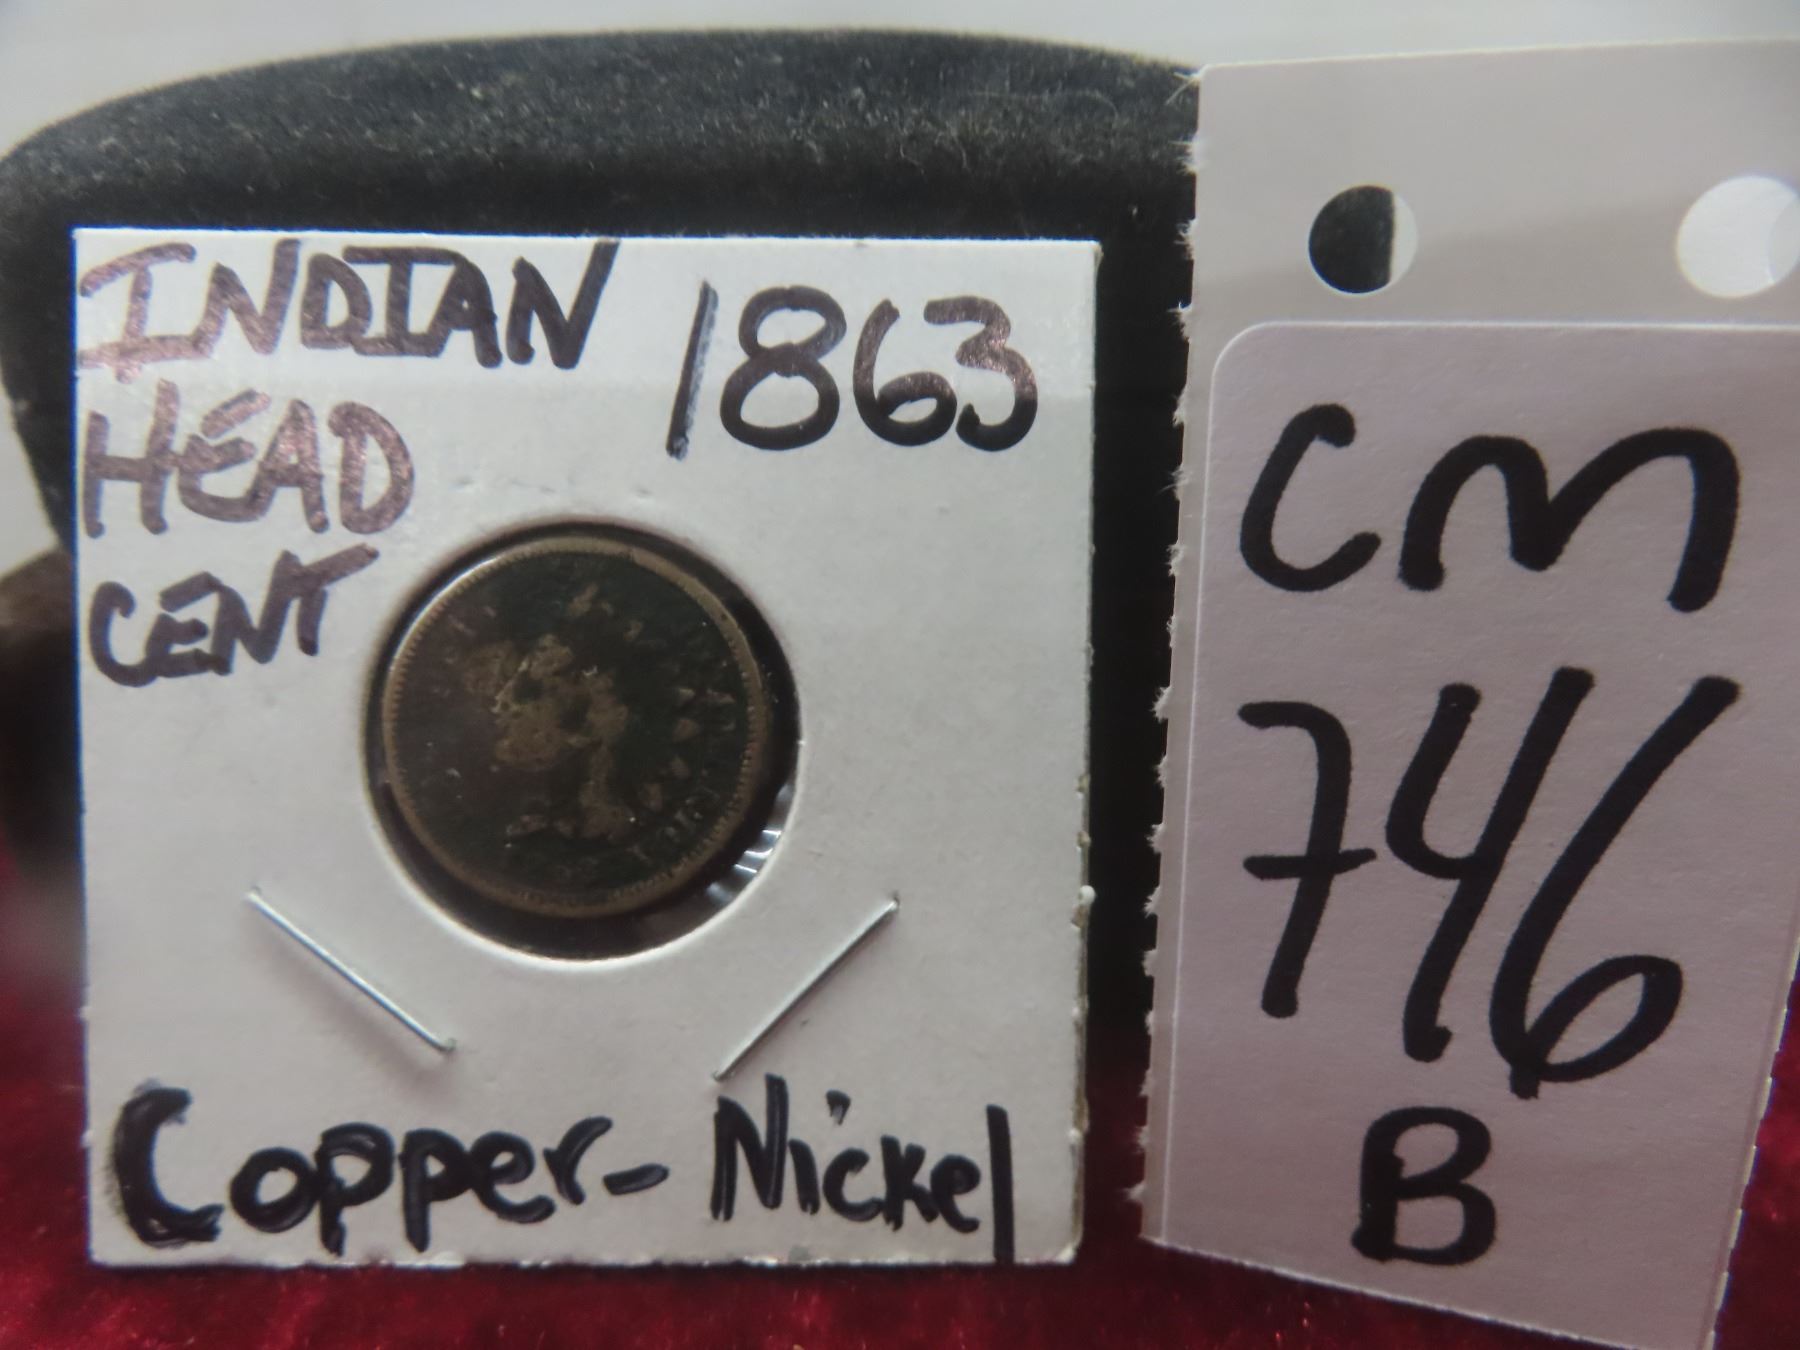 INDIAN 1863
HEAD
CENT
Copper-Nickel
CM
746
B